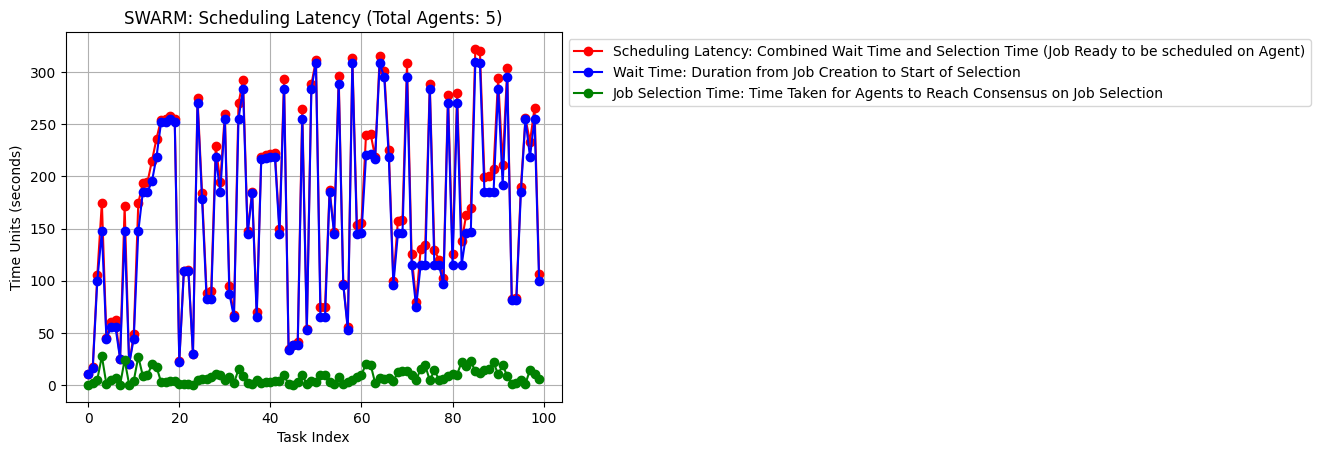 SWARM: Scheduling Latency (Total Agents: 5)
Scheduling Latency: Combined Wait Time and Selection Time (Job Ready to be scheduled on Agent)
Wait Time: Duration from Job Creation to Start of Selection
Job Selection Time: Time Taken for Agents to Reach Consensus on Job Selection
Time Units (seconds)
300
250
200
150
100
50
0
0 20 40 60 80 100
Task Index